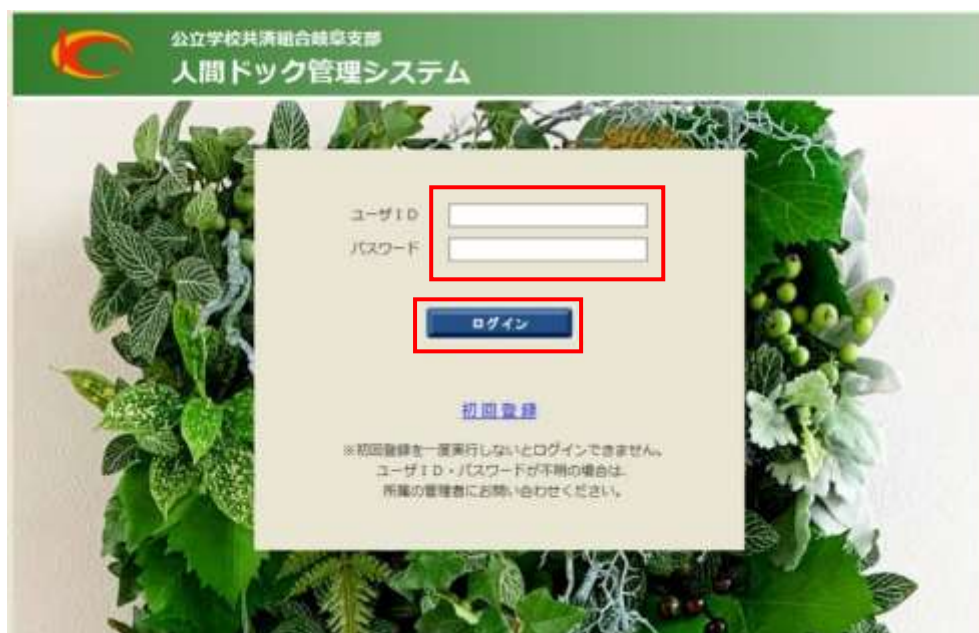 公立学校共済組合岐阜支部
人間ドック管理システム
ユーザID
パスワード
ログイン
初回登録
※初回登録を一度実行しないとログインできません。
ユーザID・パスワードが不明の場合は、
所属の管理者にお問い合わせください。